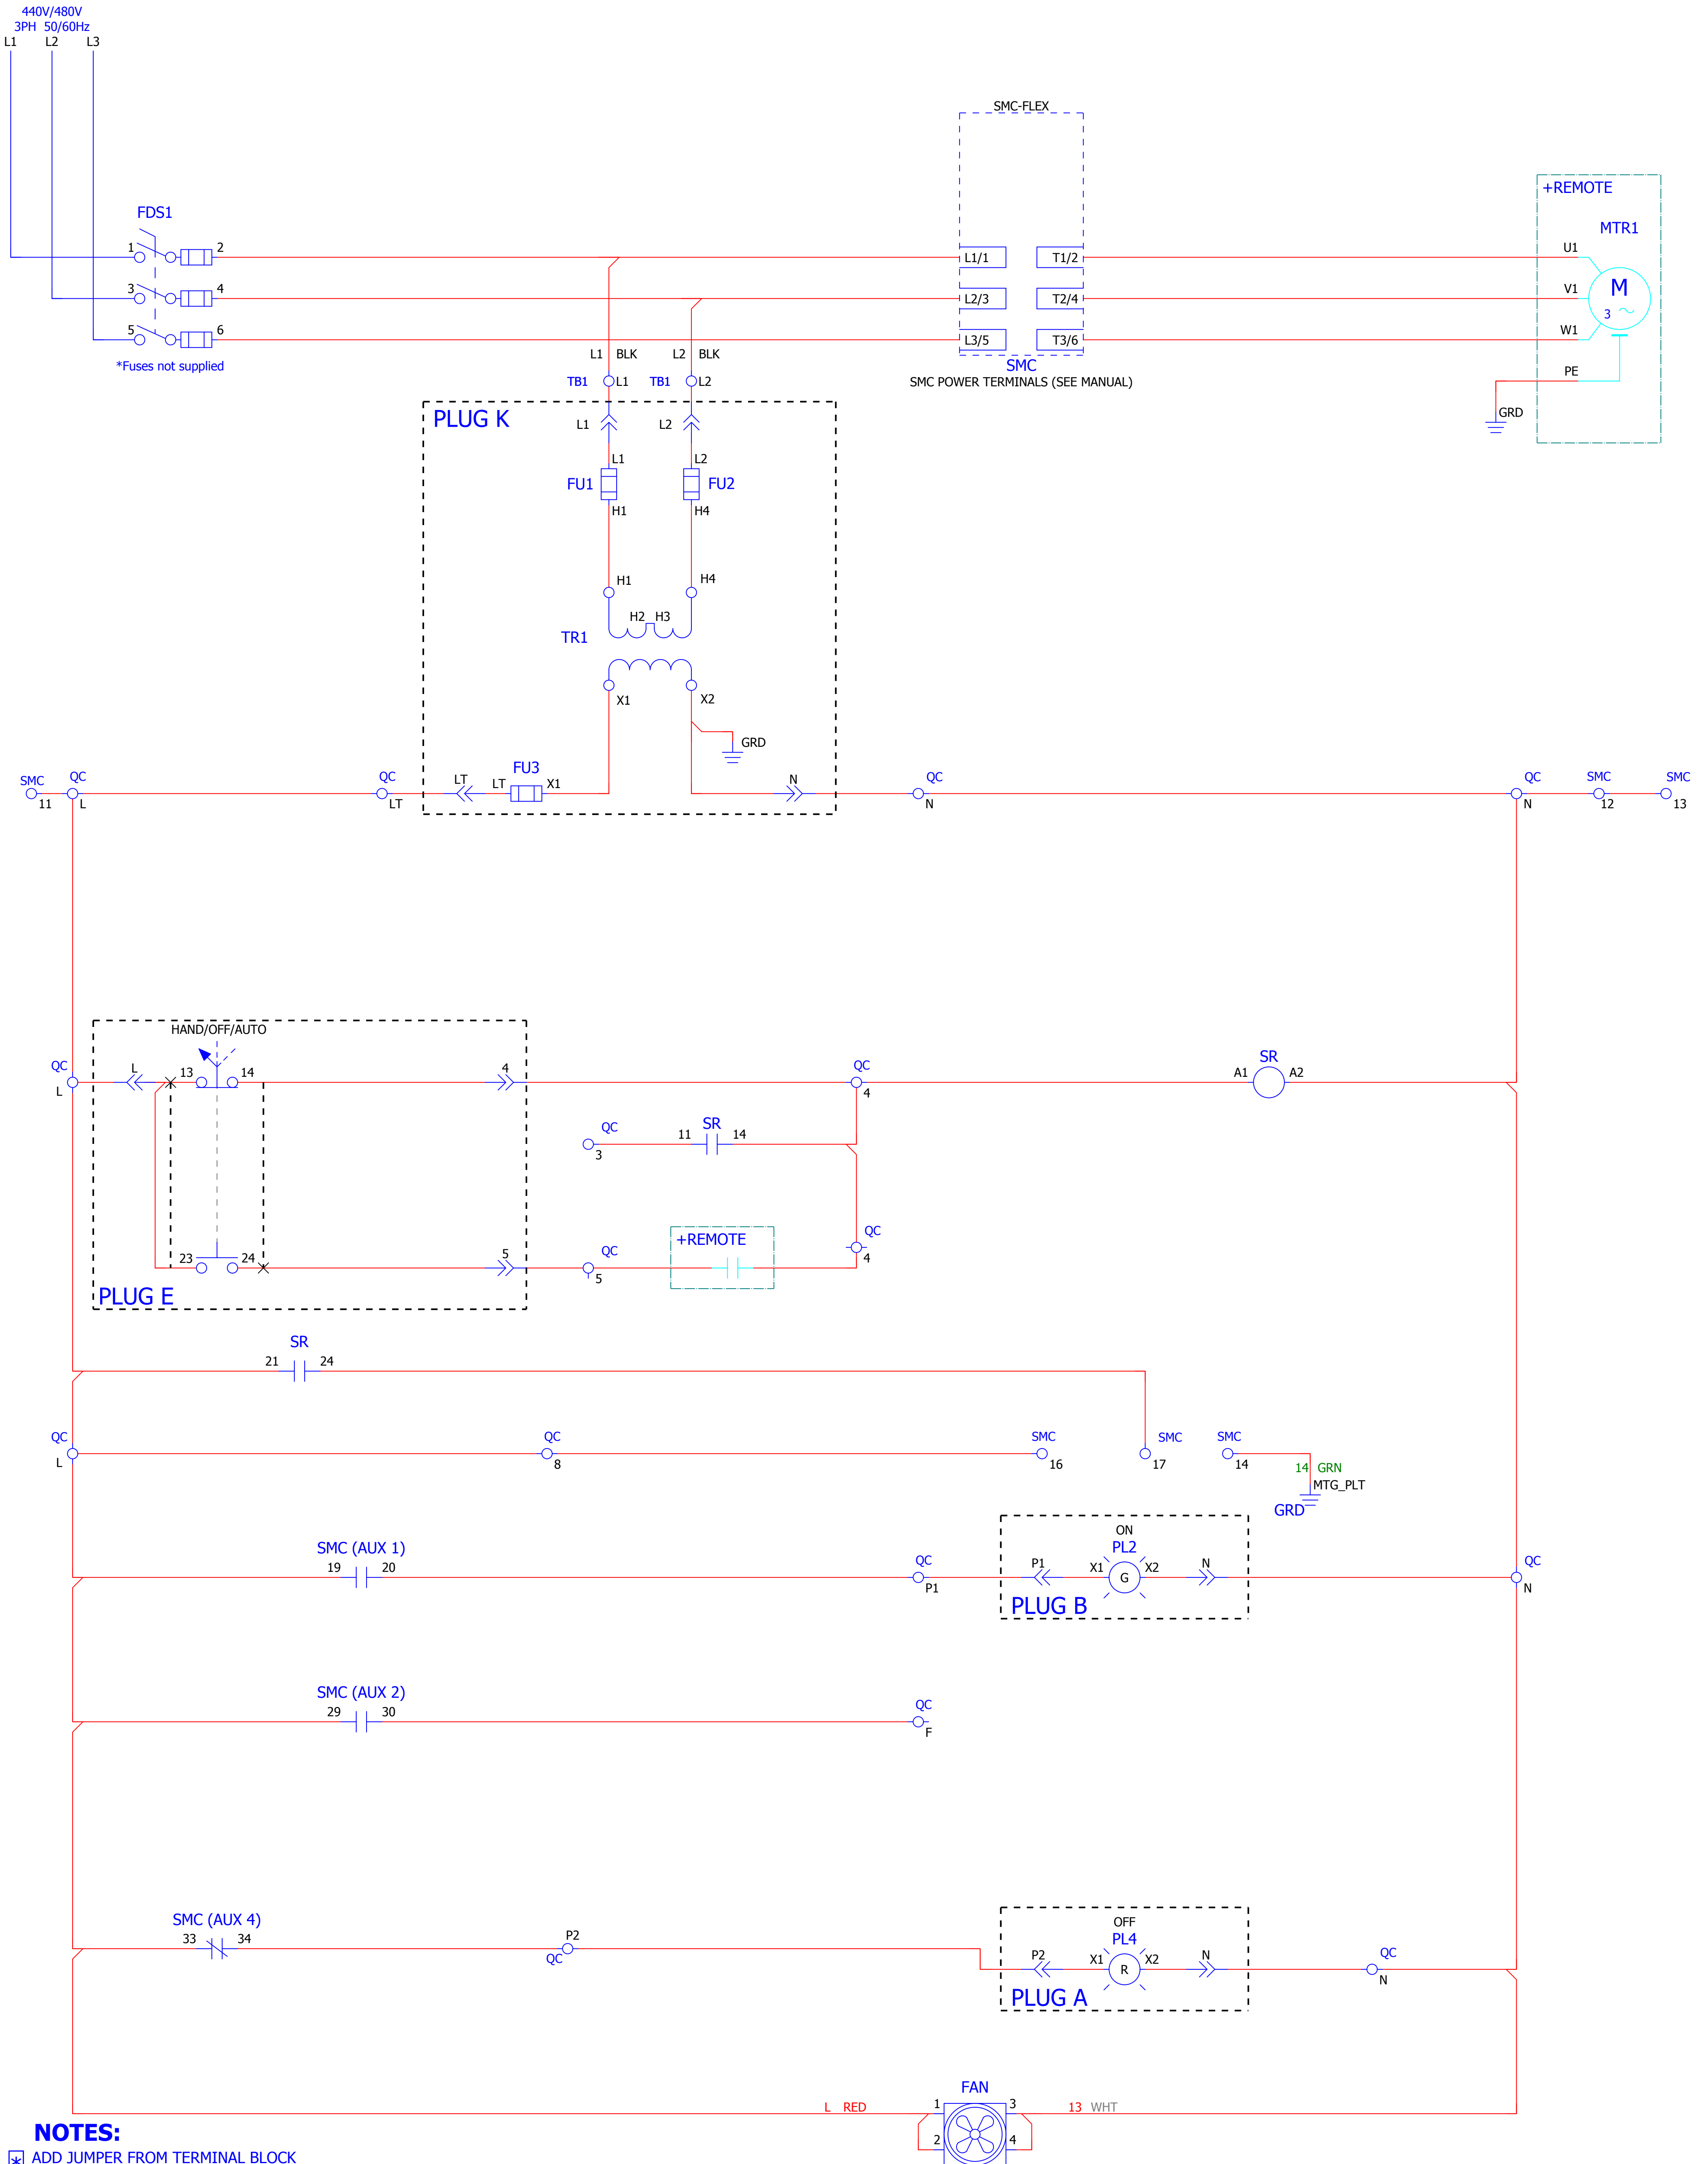 440V/480V
3PH 50/60Hz
L1 L2 L3
SMC-FLEX
+REMOTE
MTR1
FDS1
1 2
L1/1 T1/2
U1
3 4
L2/3 T2/4
V1
M
3
5 6
L3/5 T3/6
W1
*Fuses not supplied
L1 BLK L2 BLK
SMC
SMC POWER TERMINALS (SEE MANUAL)
PE
GRD
TB1 L1 TB1 L2
PLUG K
L1 L2
L1 L2
FU1 FU2
H1 H4
H1 H4
H2 H3
TR1
X1 X2
GRD
SMC QC QC LT LT FU3 X1 N QC QC SMC SMC
11 L LT N N 12 13
HAND/OFF/AUTO
QC L 13 14 4 QC A1 SR A2
L 4
QC 11 SR 14
3
QC
4
+REMOTE
23 24 5 QC
5
PLUG E
SR
21 24
QC QC SMC SMC SMC
L 8 16 17 14
14 GRN
MTG_PLT
GRD
ON
SMC (AUX 1) PL2
19 20 QC P1 X1 G X2 N QC
P1 N
PLUG B
SMC (AUX 2)
29 30 QC
F
OFF
SMC (AUX 4) PL4
33 34 P2
QC
P2 X1 R X2 N QC
N
PLUG A
FAN
L RED 1 3 13 WHT
2 4
NOTES:
* ADD JUMPER FROM TERMINAL BLOCK